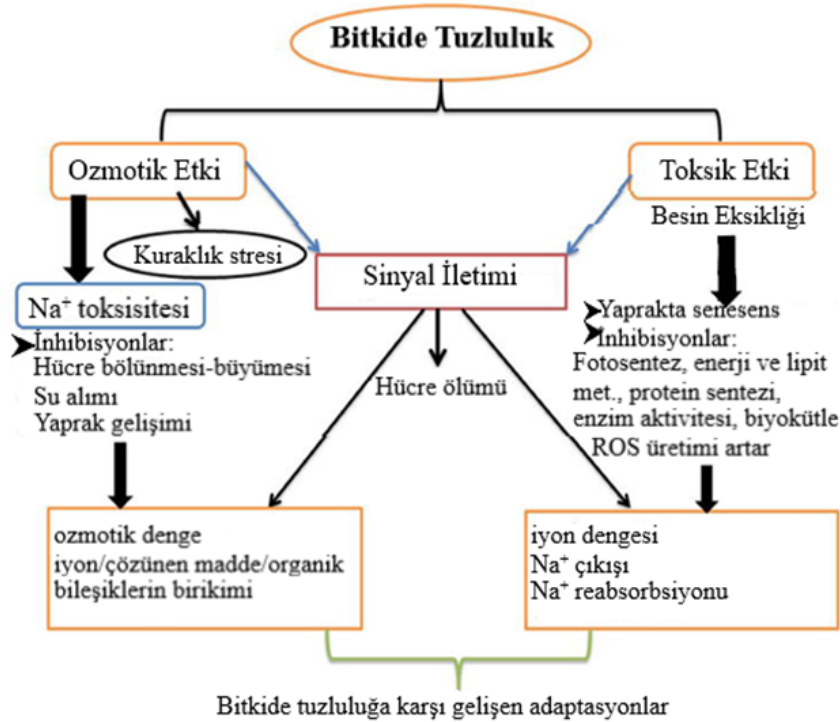 Bitkide Tuzluluk
Ozmotik Etki
Toksik Etki
Besin Eksikliği
Kuraklık stresi
Sinyal İletimi
Na⁺ toksisitesi
İnhibisyonlar:
Hücre bölünmesi-büyümesi
Su alımı
Yaprak gelişimi
Hücre ölümü
Yaprakta senesens
İnhibisyonlar:
Fotosentez, enerji ve lipit
met., protein sentezi,
enzim aktivitesi, biyokütle
ROS üretimi artar
ozmotik denge
iyon/çözünen madde/organik
bileşiklerin birikimi
iyon dengesi
Na⁺ çıkışı
Na⁺ reabsorbsiyonu
Bitkide tuzluluğa karşı gelişen adaptasyonlar